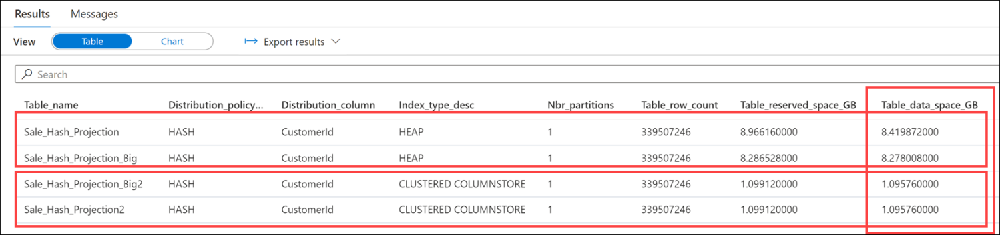 Results Messages
View Table Chart Export results
Search
Table_name Distribution_policy... Distribution_column Index_type_desc Nbr_partitions Table_row_count Table_reserved_space_GB Table_data_space_GB
Sale_Hash_Projection HASH CustomerId HEAP 1 339507246 8.966160000 8.419872000
Sale_Hash_Projection_Big HASH CustomerId HEAP 1 339507246 8.286528000 8.278008000
Sale_Hash_Projection_Big2 HASH CustomerId CLUSTERED COLUMNSTORE 1 339507246 1.099120000 1.095760000
Sale_Hash_Projection2 HASH CustomerId CLUSTERED COLUMNSTORE 1 339507246 1.099120000 1.095760000